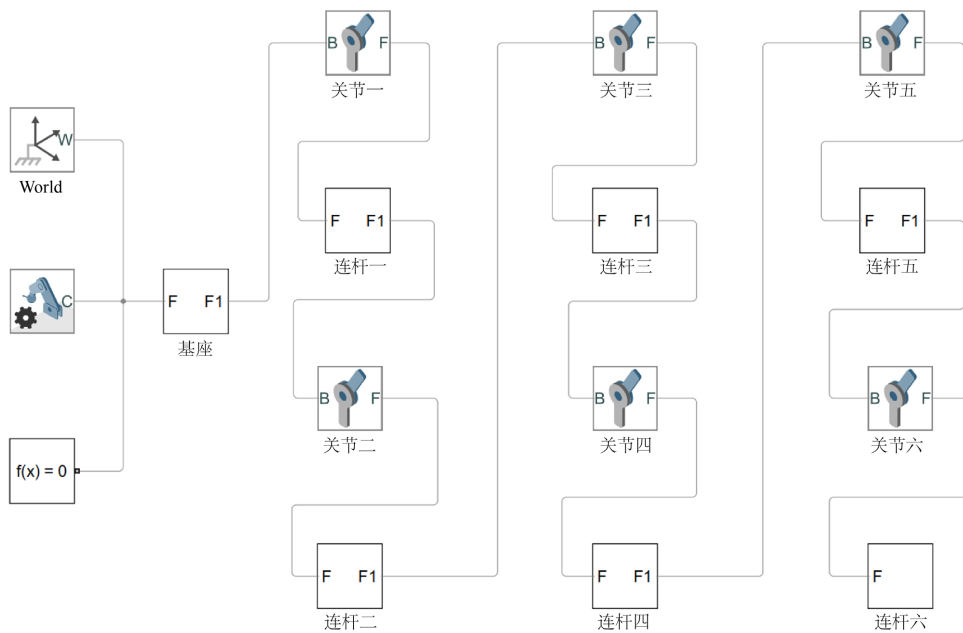 B F
关节一
B F
关节三
B F
关节五
W
World
F F1
连杆一
F F1
连杆三
F F1
连杆五
C
F F1
基座
B F
关节二
B F
关节四
B F
关节六
f(x) = 0
F F1
连杆二
F F1
连杆四
F
连杆六